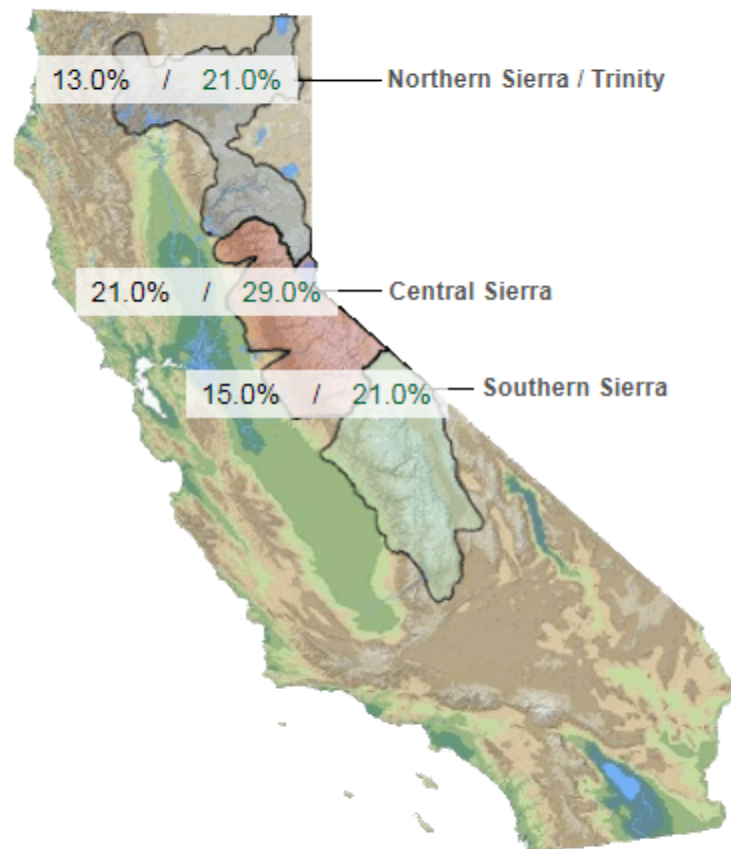 13.0% / 21.0% Northern Sierra / Trinity
21.0% / 29.0% Central Sierra
15.0% / 21.0% Southern Sierra